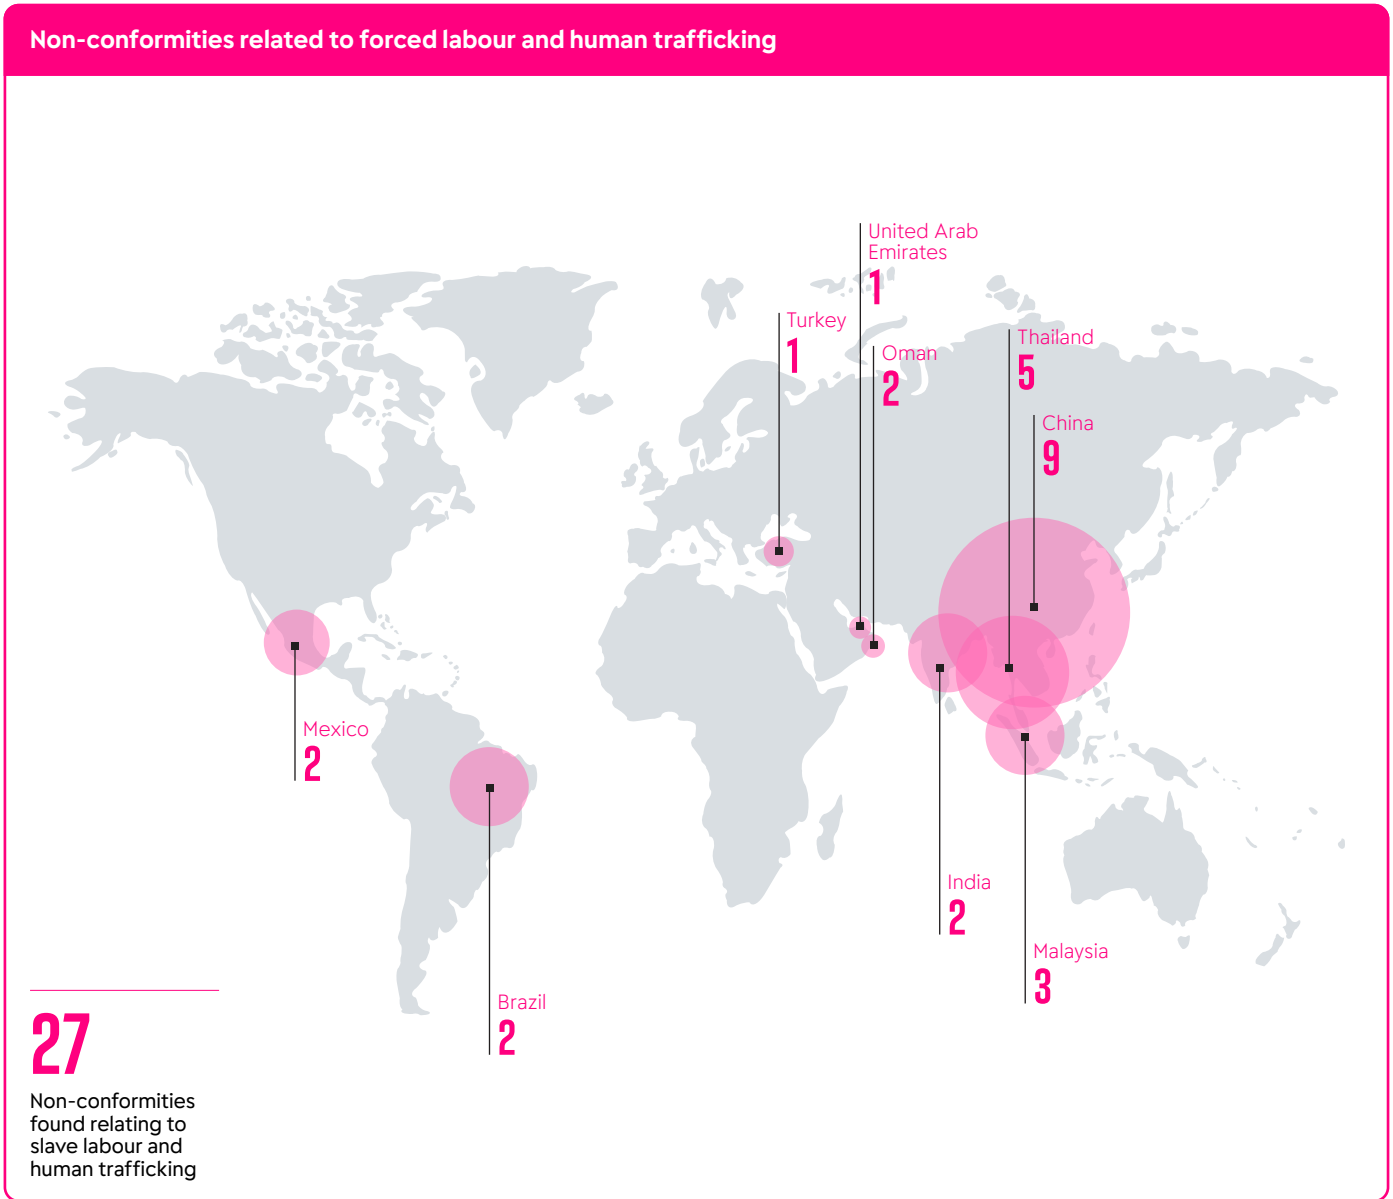 Non-conformities related to forced labour and human trafficking
United Arab
Emirates
1
Turkey
1
Oman
2
Thailand
5
China
9
Mexico
2
Brazil
2
India
2
Malaysia
3
27
Non-conformities
found relating to
slave labour and
human trafficking